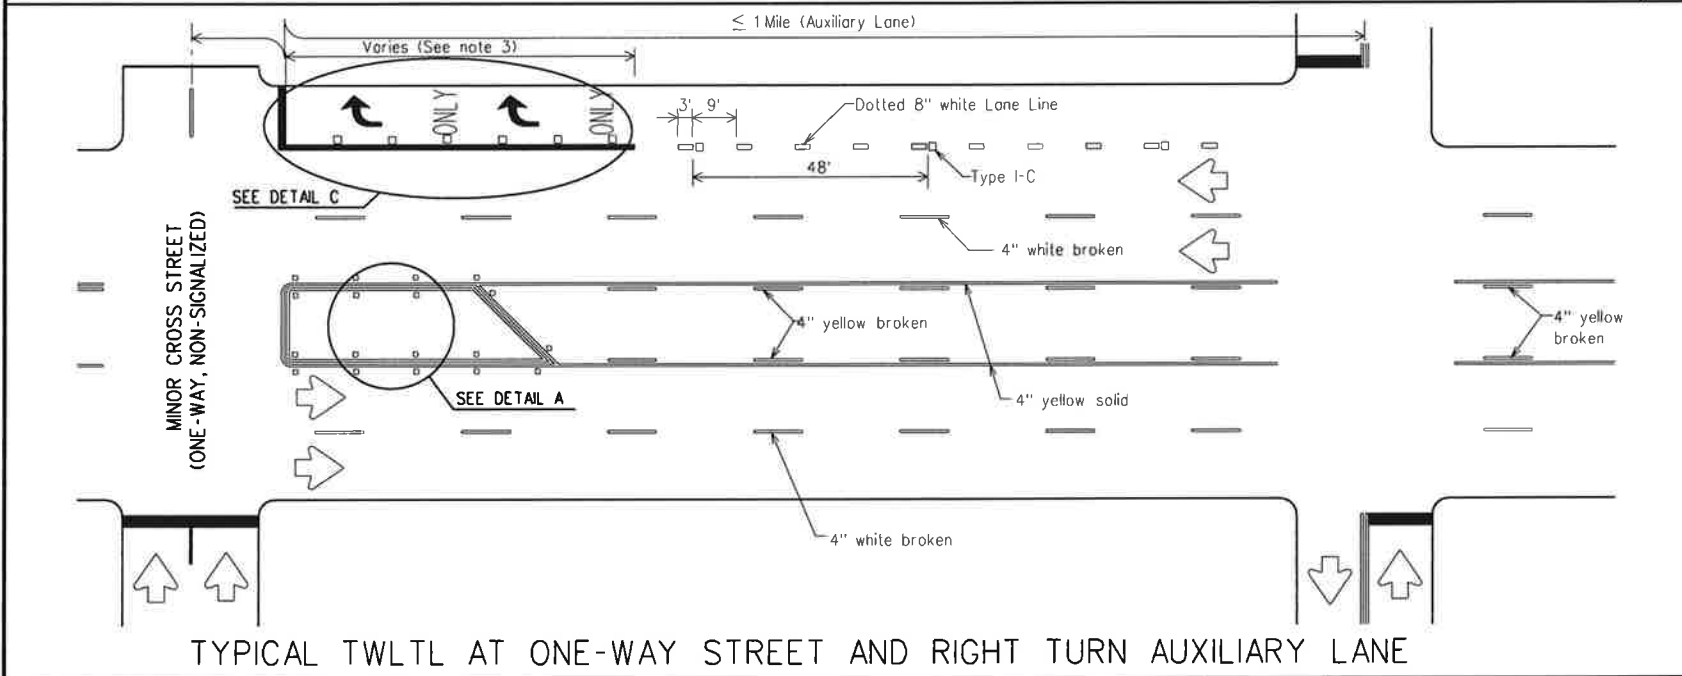 ≤ 1 Mile (Auxiliary Lane)
Varies (See note 3)
ONLY
ONLY
3' 9'
Dotted 8" white Lane Line
48'
Type I-C
SEE DETAIL C
4" white broken
MINOR CROSS STREET
(ONE-WAY, NON-SIGNALIZED)
4" yellow broken
4" yellow
broken
SEE DETAIL A
4" yellow solid
4" white broken
TYPICAL TWLTL AT ONE-WAY STREET AND RIGHT TURN AUXILIARY LANE